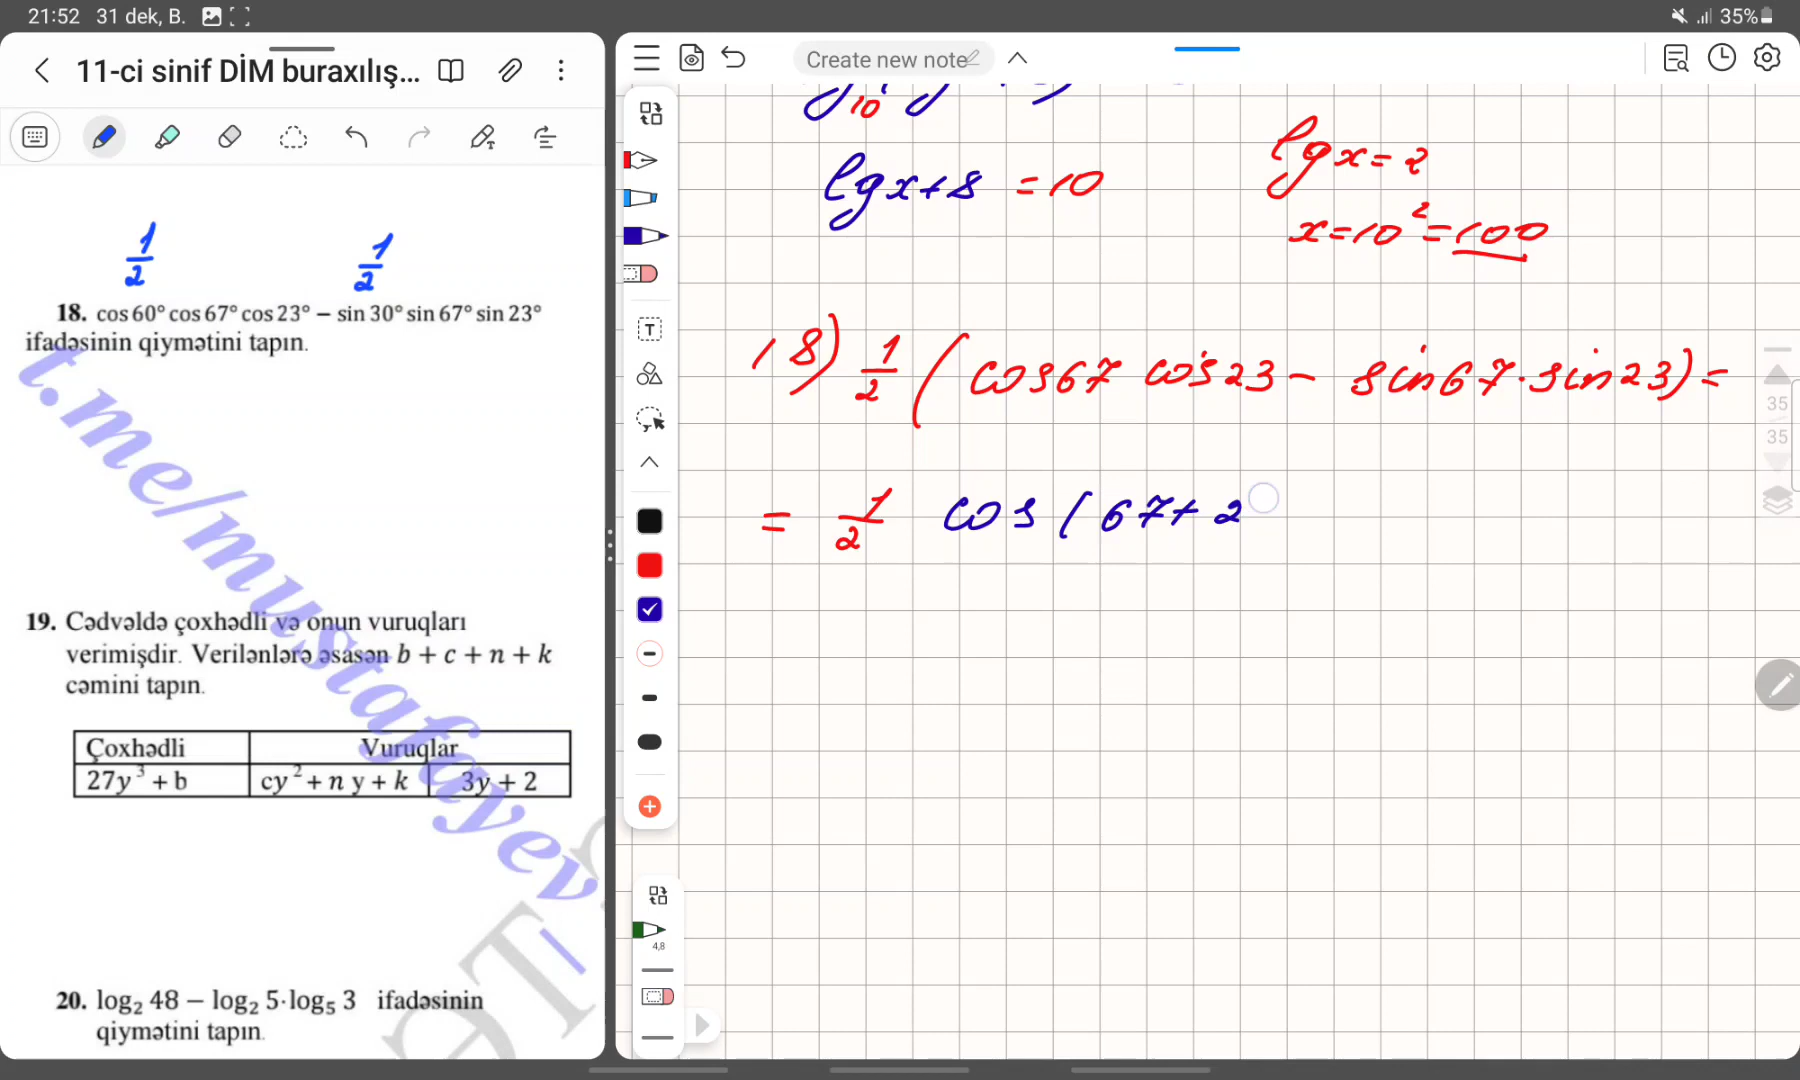 21:52 31 dek, B. 35%
11-ci sinif DİM buraxılış...
1/2 1/2
18. cos 60° cos 67° cos 23° − sin 30° sin 67° sin 23°
ifadəsinin qiymətini tapın.
t.me/mustafayev
19. Cədvəldə çoxhədli və onun vuruqları
verimişdir. Verilənlərə əsasən b + c + n + k
cəmini tapın.
Çoxhədli Vuruqlar
27y³ + b cy² + n y + k 3y + 2
20. log₂ 48 − log₂ 5·log₅ 3 ifadəsinin
qiymətini tapın.
Create new note
T
4,8
10
lgx+8 =10
lgx=2
x=10²=100
18) 1/2 (cos67 cos23 − sin67·sin23)=
= 1/2 cos(67+2
35
35